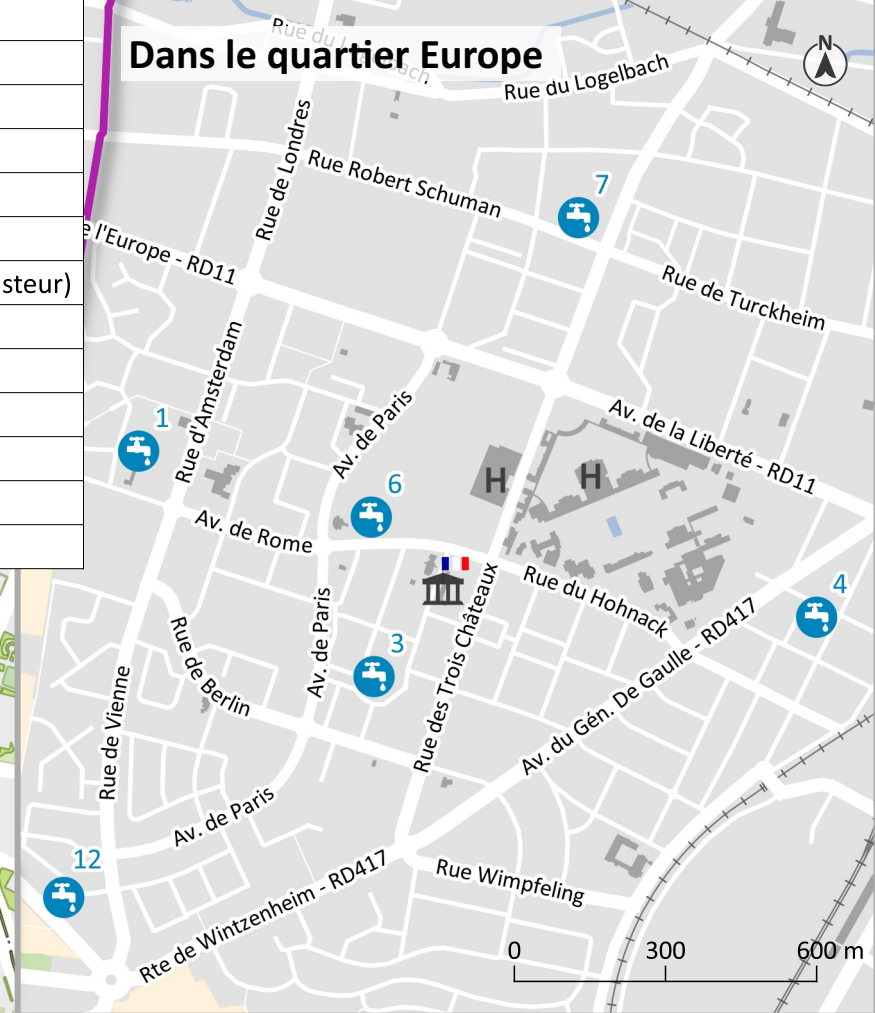 Dans le quartier Europe
N
Rue du
bach
Rue du Logelbach
Rue de Londres
Rue Robert Schuman
7
e l'Europe - RD11
Rue de Turckheim
steur)
Rue d'Amsterdam
Av. de Paris
Av. de la Liberté - RD11
1
6
H
H
Av. de Rome
Rue du Hohnack
4
Av. de Paris
3
Rue des Trois Châteaux
Av. du Gén. De Gaulle - RD417
Rue de Berlin
Rue de Vienne
Av. de Paris
12
Rte de Wintzenheim - RD417
Rue Wimpfeling
0 300 600 m